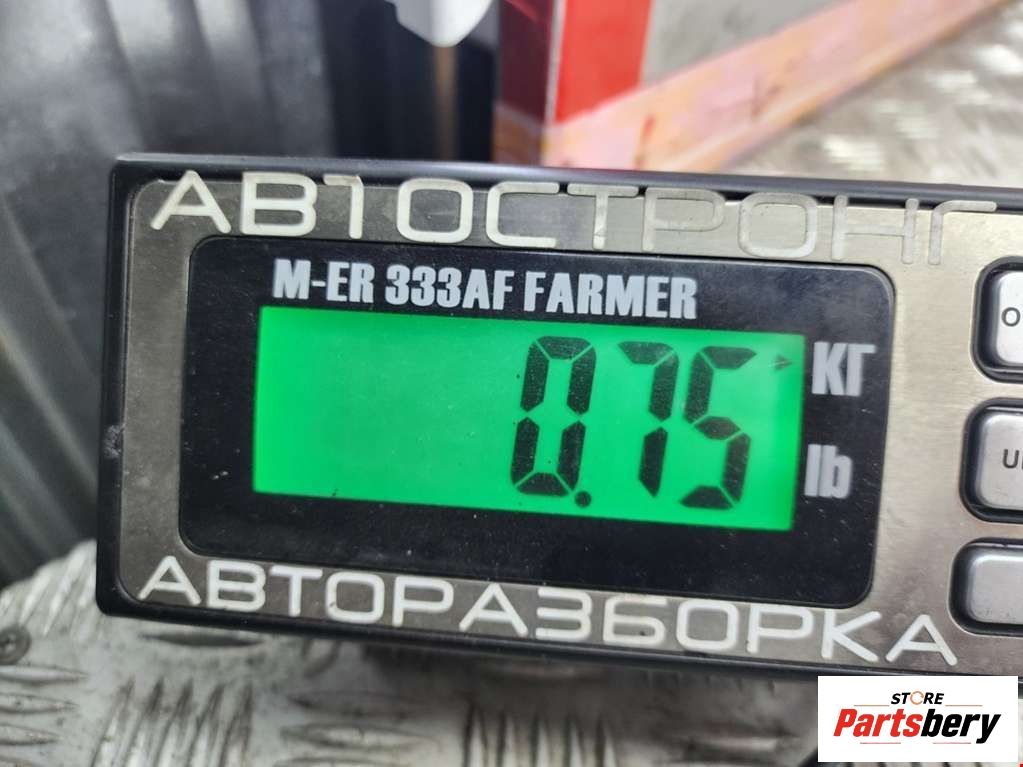 АВТОСТРОНГ
M-ER 333AF FARMER
0.75 КГ
lb
АВТОРАЗБОРКА
STORE
Partsbery